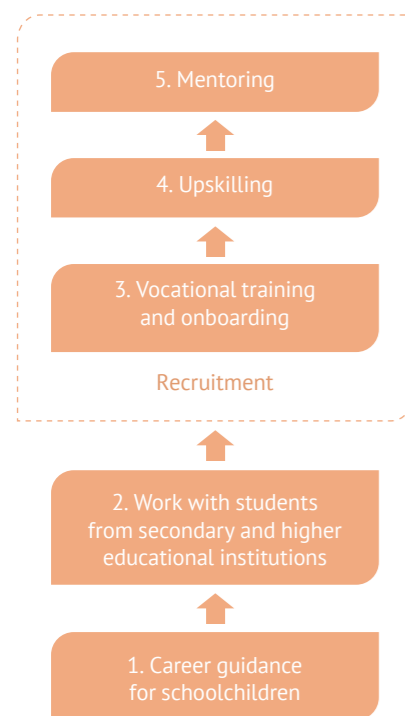 5. Mentoring
4. Upskilling
3. Vocational training
and onboarding
Recruitment
2. Work with students
from secondary and higher
educational institutions
1. Career guidance
for schoolchildren